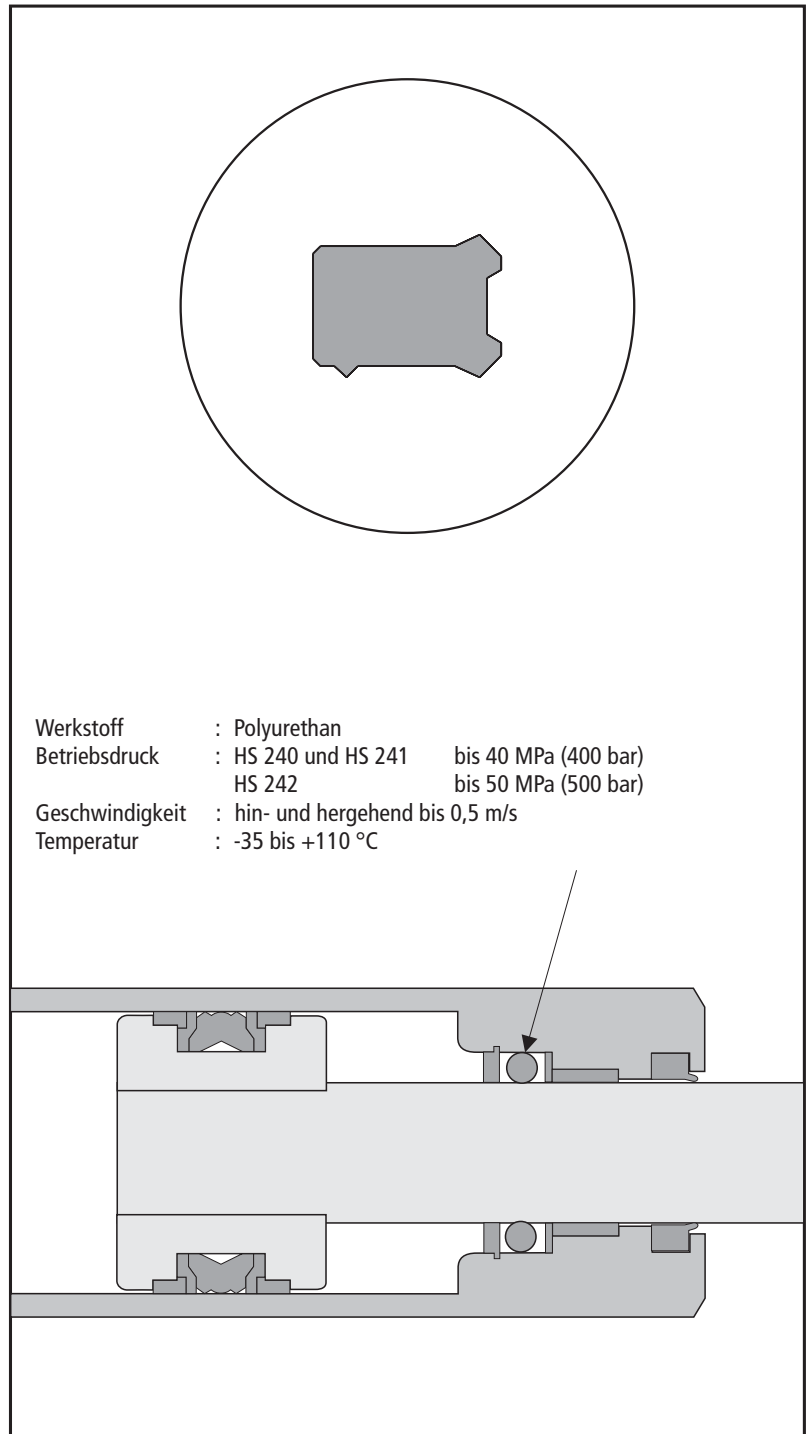 Werkstoff : Polyurethan
Betriebsdruck : HS 240 und HS 241 bis 40 MPa (400 bar)
HS 242 bis 50 MPa (500 bar)
Geschwindigkeit : hin- und hergehend bis 0,5 m/s
Temperatur : -35 bis +110 °C